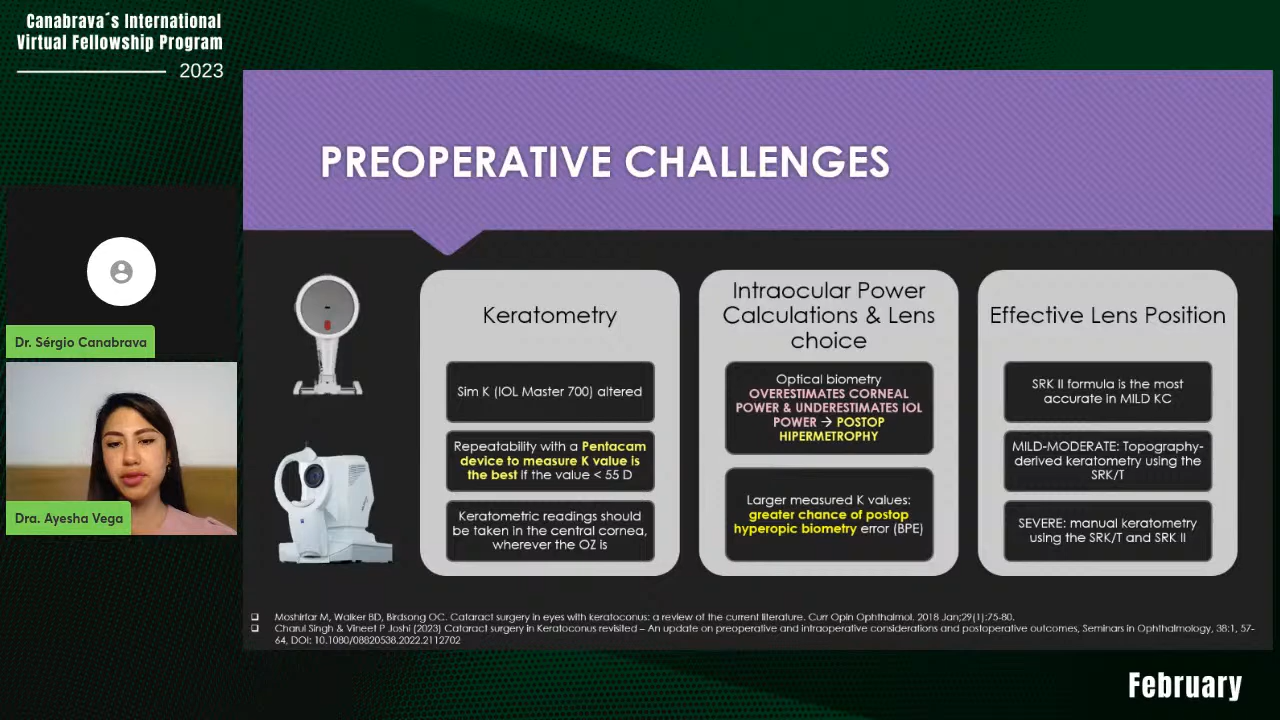 Canabrava´s International
Virtual Fellowship Program
2023
PREOPERATIVE CHALLENGES
Dr. Sérgio Canabrava
Dra. Ayesha Vega
Keratometry
Sim K (IOL Master 700) altered
Repeatability with a Pentacam
device to measure K value is
the best if the value < 55 D
Keratometric readings should
be taken in the central cornea,
wherever the OZ is
Intraocular Power
Calculations & Lens
choice
Optical biometry
OVERESTIMATES CORNEAL
POWER & UNDERESTIMATES IOL
POWER → POSTOP
HIPERMETROPHY
Larger measured K values:
greater chance of postop
hyperopic biometry error (BPE)
Effective Lens Position
SRK II formula is the most
accurate in MILD KC
MILD-MODERATE: Topography-
derived keratometry using the
SRK/T
SEVERE: manual keratometry
using the SRK/T and SRK II
Moshirfar M, Walker BD, Birdsong OC. Cataract surgery in eyes with keratoconus: a review of the current literature. Curr Opin Ophthalmol. 2018 Jan;29(1):75-80.
Charul Singh & Vineet P Joshi (2023) Cataract surgery in Keratoconus revisited – An update on preoperative and intraoperative considerations and postoperative outcomes, Seminars in Ophthalmology, 38:1, 57-
64, DOI: 10.1080/08820538.2022.2112702
February